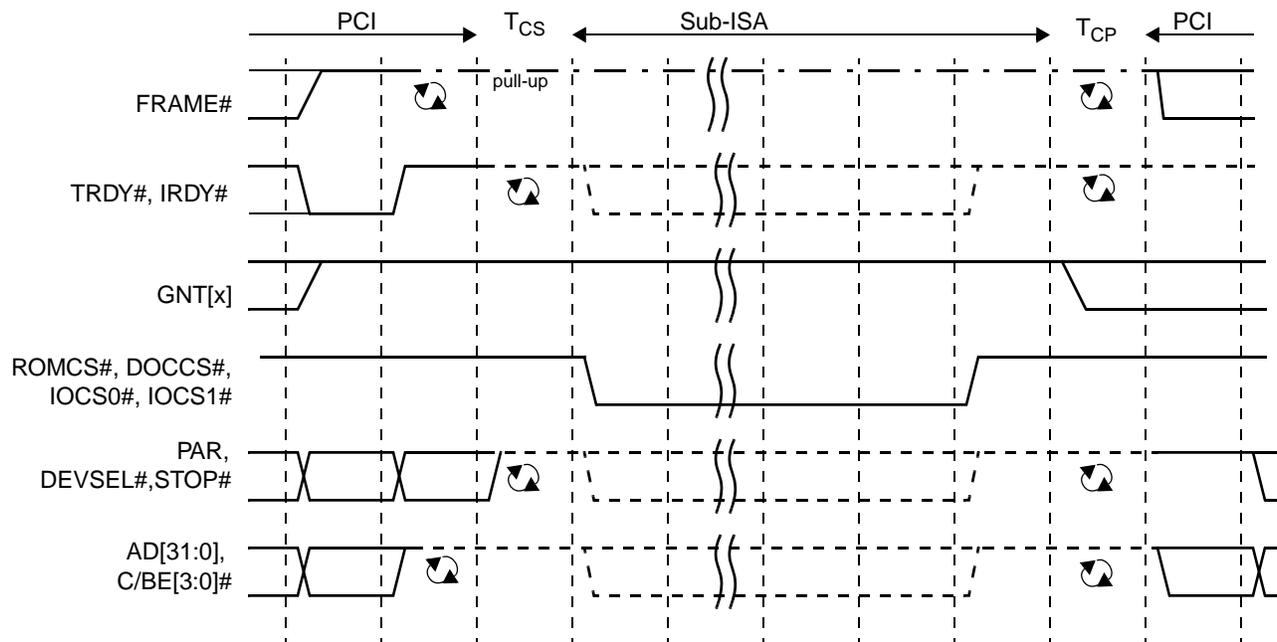 PCI TCS Sub-ISA TCP PCI
pull-up
FRAME#
TRDY#, IRDY#
GNT[x]
ROMCS#, DOCCS#,
IOCS0#, IOCS1#
PAR,
DEVSEL#,STOP#
AD[31:0],
C/BE[3:0]#